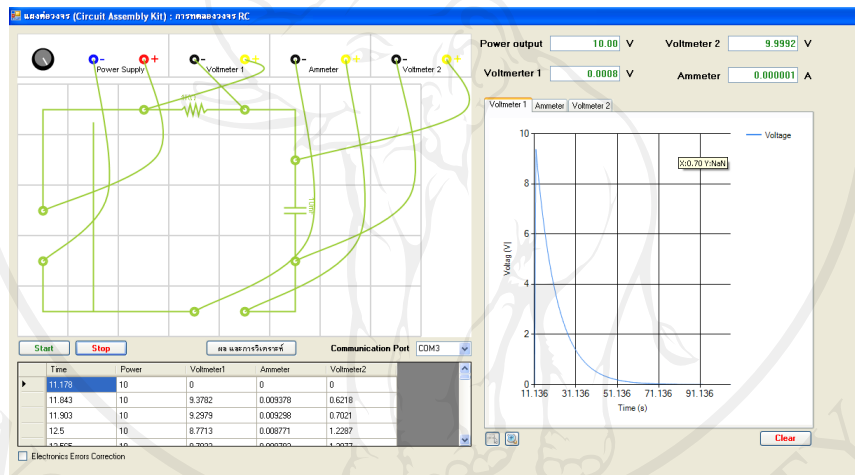 แผงต่อวงจร (Circuit Assembly Kit) : การทดลองวงจร RC
- + - + - + - +
Power Supply Voltmeter 1 Ammeter Voltmeter 2
Power output 10.00 V Voltmeter 2 9.9992 V
Voltmerter 1 0.0008 V Ammeter 0.000001 A
Voltmeter 1 Ammeter Voltmeter 2
10
8
6
4
2
0
Voltag [V]
11.136 31.136 51.136 71.136 91.136
Time (s)
Voltage
X:0.70 Y:NaN
Start Stop ผล และการวิเคราะห์ Communication Port COM3
Time Power Voltmeter1 Ammeter Voltmeter2
11.178 10 0 0 0
11.843 10 9.3782 0.009378 0.6218
11.903 10 9.2979 0.009298 0.7021
12.5 10 8.7713 0.008771 1.2287
10
Electronics Errors Correction
Clear